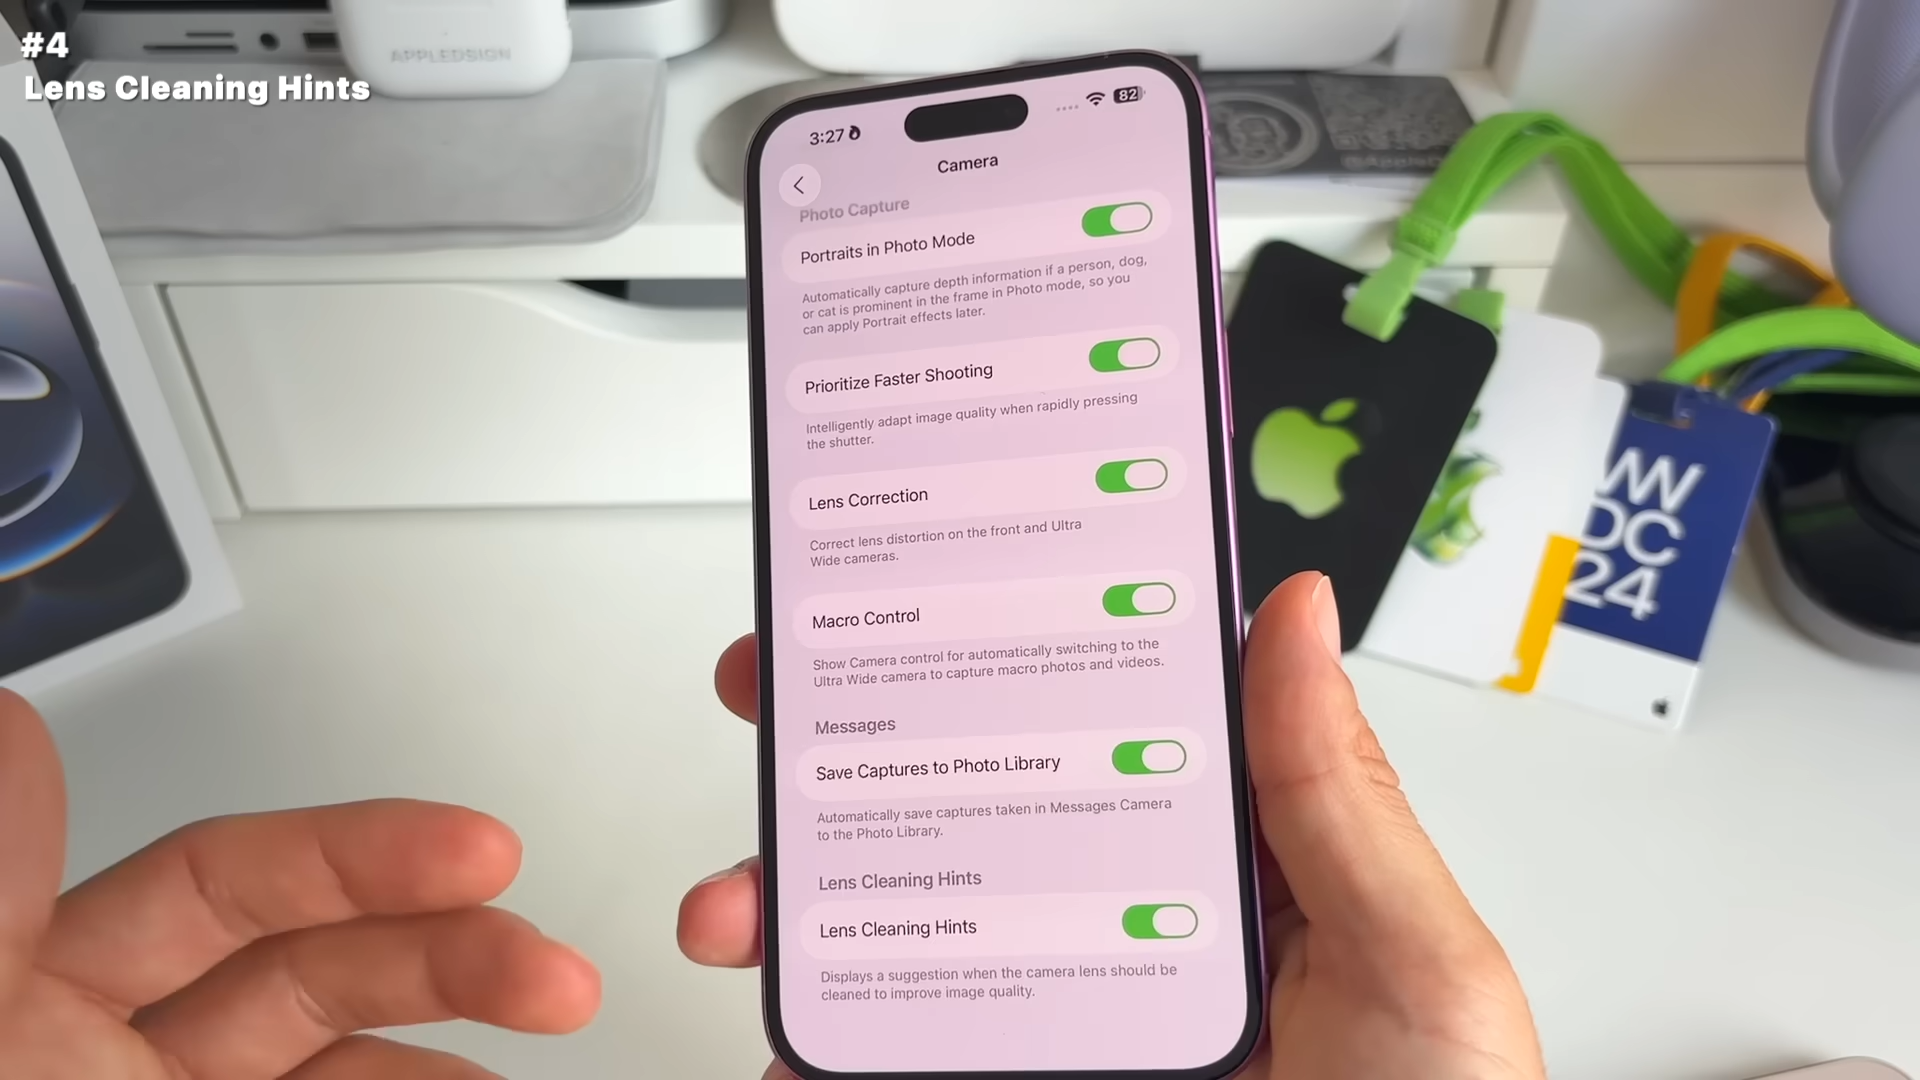 #4
Lens Cleaning Hints
APPLEDSIGN
3:27
82
Camera
Photo Capture
Portraits in Photo Mode
Automatically capture depth information if a person, dog,
or cat is prominent in the frame in Photo mode, so you
can apply Portrait effects later.
Prioritize Faster Shooting
Intelligently adapt image quality when rapidly pressing
the shutter.
Lens Correction
Correct lens distortion on the front and Ultra
Wide cameras.
Macro Control
Show Camera control for automatically switching to the
Ultra Wide camera to capture macro photos and videos.
Messages
Save Captures to Photo Library
Automatically save captures taken in Messages Camera
to the Photo Library.
Lens Cleaning Hints
Lens Cleaning Hints
Displays a suggestion when the camera lens should be
cleaned to improve image quality.
WW
DC
24